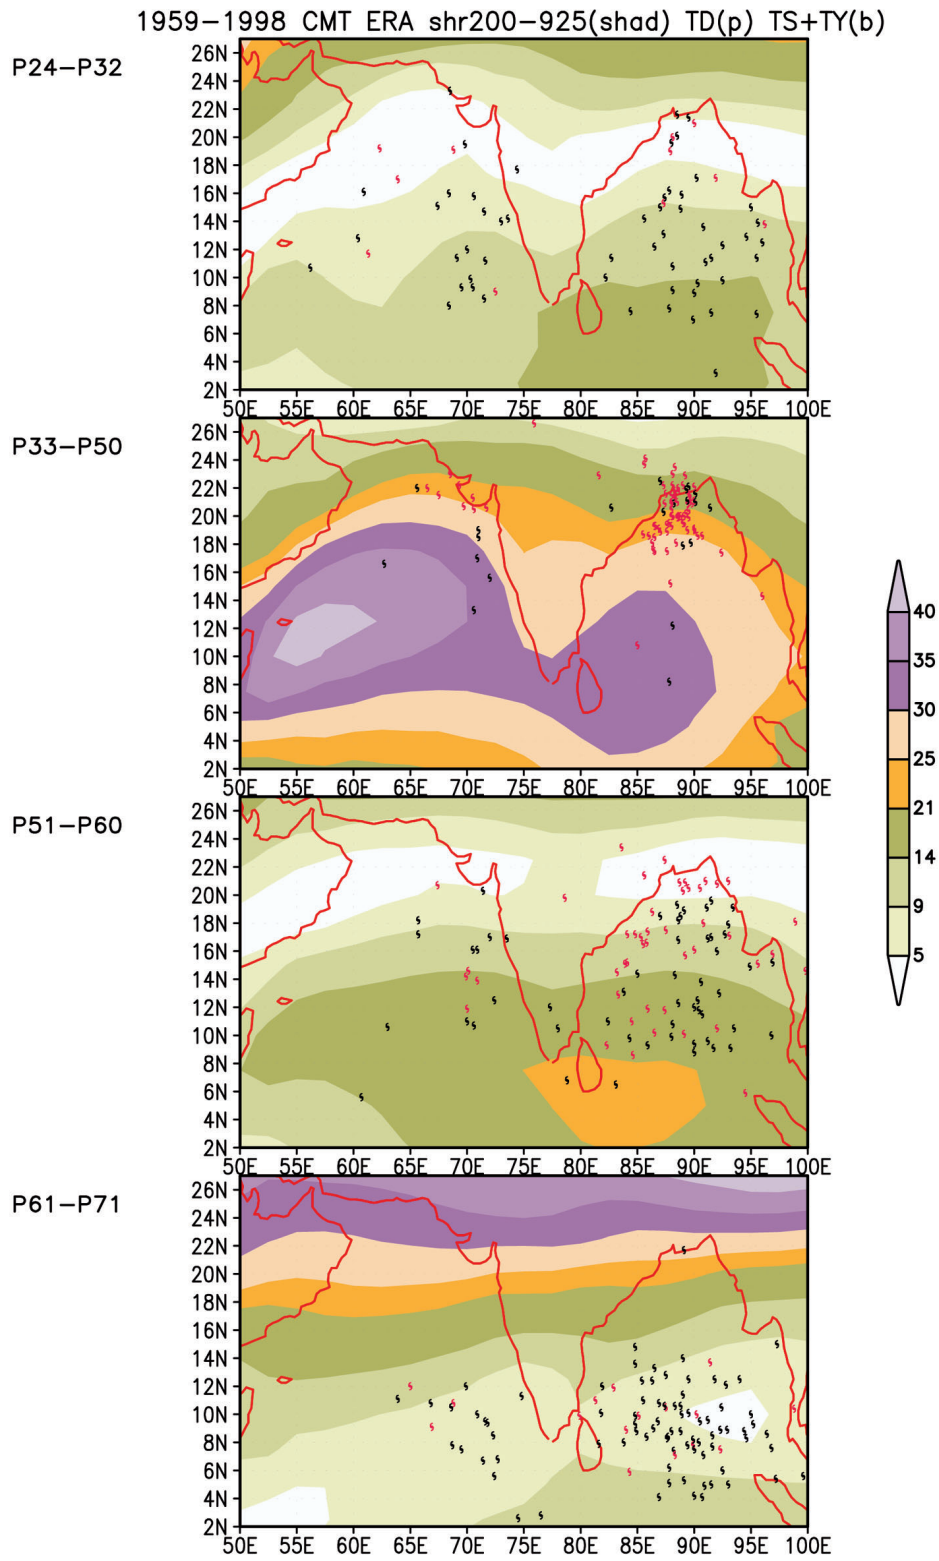 1959−1998 CMT ERA shr200−925(shad) TD(p) TS+TY(b)
P24−P32
26N
24N
22N
20N
18N
16N
14N
12N
10N
8N
6N
4N
2N
50E 55E 60E 65E 70E 75E 80E 85E 90E 95E 100E
P33−P50
26N
24N
22N
20N
18N
16N
14N
12N
10N
8N
6N
4N
2N
50E 55E 60E 65E 70E 75E 80E 85E 90E 95E 100E
P51−P60
26N
24N
22N
20N
18N
16N
14N
12N
10N
8N
6N
4N
2N
50E 55E 60E 65E 70E 75E 80E 85E 90E 95E 100E
P61−P71
26N
24N
22N
20N
18N
16N
14N
12N
10N
8N
6N
4N
2N
50E 55E 60E 65E 70E 75E 80E 85E 90E 95E 100E
40
35
30
25
21
14
9
5